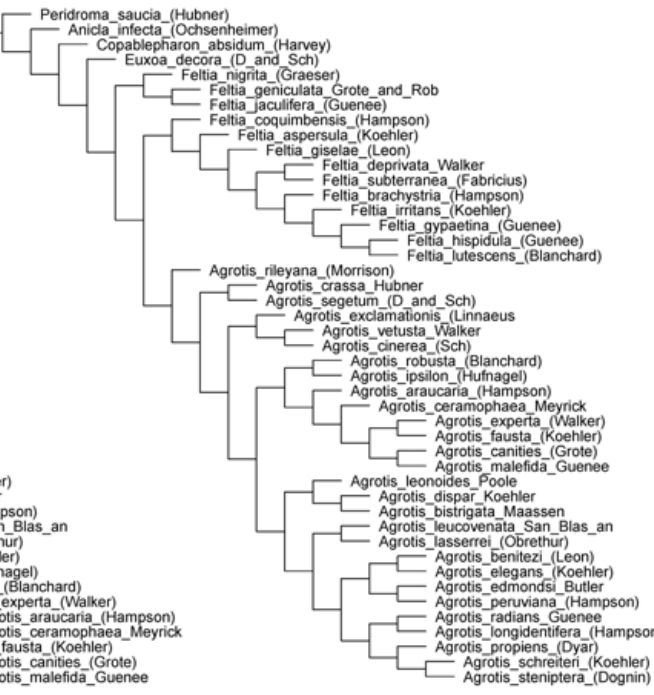 Peridroma_saucia_(Hubner)
Anicla_infecta_(Ochsenheimer)
Copablepharon_absidum_(Harvey)
Euxoa_decora_(D_and_Sch)
Feltia_nigrita_(Graeser)
Feltia_geniculata_Grote_and_Rob
Feltia_jaculifera_(Guenee)
Feltia_coquimbensis_(Hampson)
Feltia_aspersula_(Koehler)
Feltia_giselae_(Leon)
Feltia_deprivata_Walker
Feltia_subterranea_(Fabricius)
Feltia_brachystria_(Hampson)
Feltia_irritans_(Koehler)
Feltia_gypaetina_(Guenee)
Feltia_hispidula_(Guenee)
Feltia_lutescens_(Blanchard)
Agrotis_rileyana_(Morrison)
Agrotis_crassa_Hubner
Agrotis_segetum_(D_and_Sch)
Agrotis_exclamationis_(Linnaeus
Agrotis_vetusta_Walker
Agrotis_cinerea_(Sch)
Agrotis_robusta_(Blanchard)
Agrotis_ipsilon_(Hufnagel)
Agrotis_araucaria_(Hampson)
Agrotis_ceramophaea_Meyrick
Agrotis_experta_(Walker)
Agrotis_fausta_(Koehler)
Agrotis_canities_(Grote)
Agrotis_malefida_Guenee
Agrotis_leonoides_Poole
Agrotis_dispar_Koehler
Agrotis_bistrigata_Maassen
Agrotis_leucovenata_San_Blas_an
Agrotis_lasserrei_(Obrethur)
Agrotis_benitezi_(Leon)
Agrotis_elegans_(Koehler)
Agrotis_edmondsi_Butler
Agrotis_peruviana_(Hampson)
Agrotis_radians_Guenee
Agrotis_longidentifera_(Hampson
Agrotis_propiens_(Dyar)
Agrotis_schreiteri_(Koehler)
Agrotis_steniptera_(Dognin)
er)
r
pson)
n_Blas_an
hur)
ler)
nagel)
(Blanchard)
experta_(Walker)
otis_araucaria_(Hampson)
otis_ceramophaea_Meyrick
fausta_(Koehler)
otis_canities_(Grote)
otis_malefida_Guenee